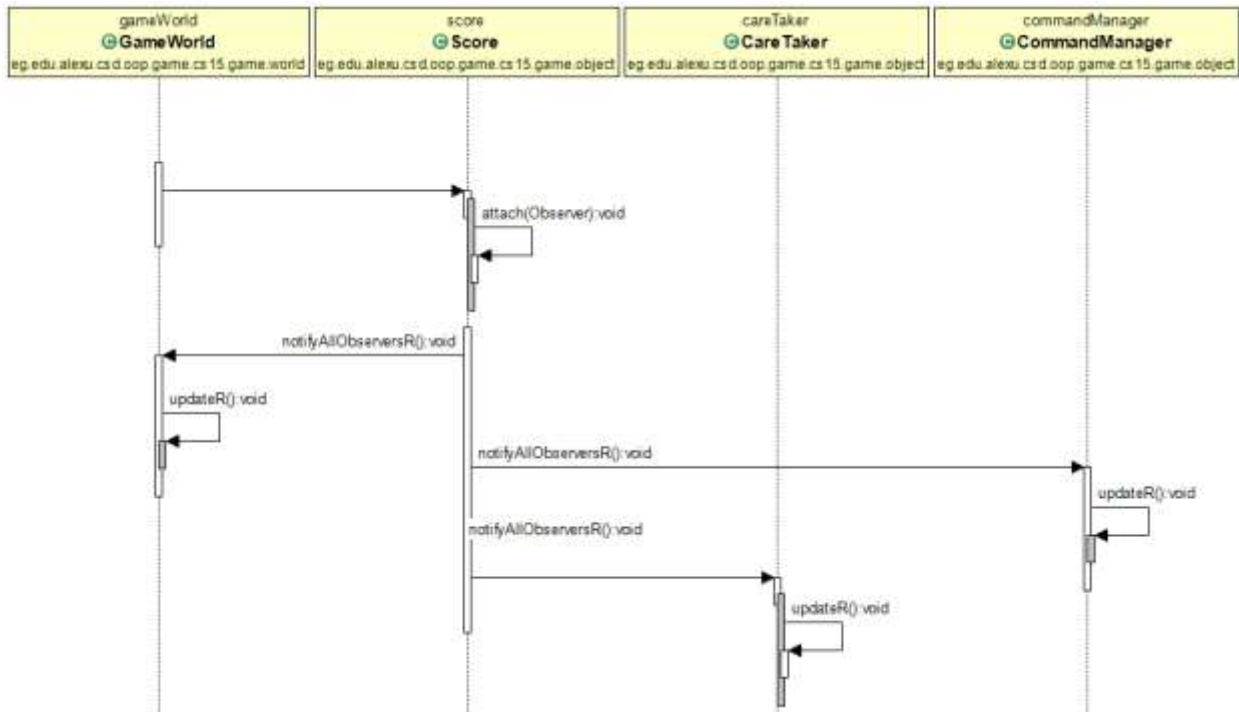 gameWorld
GameWorld
eg.edu.alexu.csd.oop.game.cs15.game.world
score
Score
eg.edu.alexu.csd.oop.game.cs15.game.object
careTaker
CareTaker
eg.edu.alexu.csd.oop.game.cs15.game.object
commandManager
CommandManager
eg.edu.alexu.csd.oop.game.cs15.game.object
attach(Observer):void
notifyAllObserversR():void
updateR():void
notifyAllObserversR():void
updateR():void
notifyAllObserversR():void
updateR():void